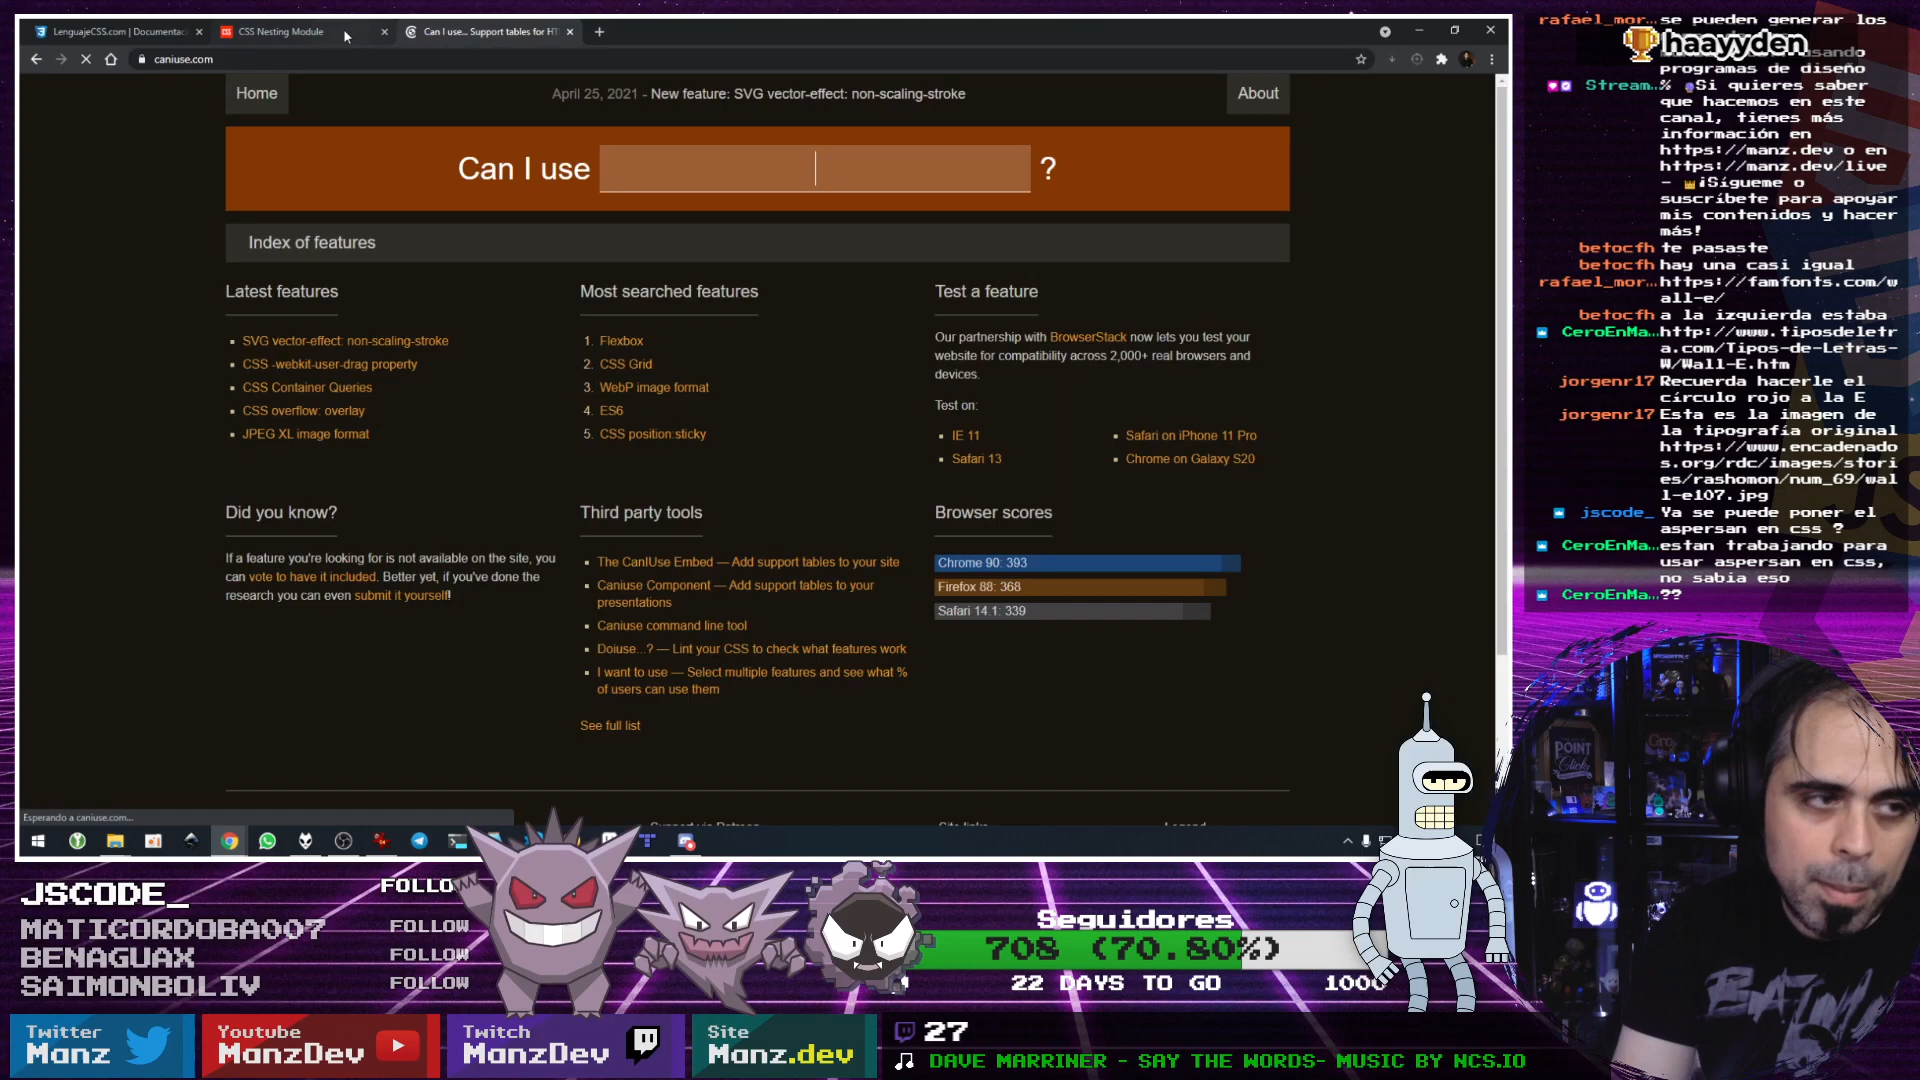 LenguajeCSS.com | Documentac
CSS Nesting Module
Can I use... Support tables for HT
caniuse.com
Home
April 25, 2021 - New feature: SVG vector-effect: non-scaling-stroke
About
Can I use
?
Index of features
Latest features
SVG vector-effect: non-scaling-stroke
CSS -webkit-user-drag property
CSS Container Queries
CSS overflow: overlay
JPEG XL image format
Most searched features
1. Flexbox
2. CSS Grid
3. WebP image format
4. ES6
5. CSS position:sticky
Test a feature
Our partnership with BrowserStack now lets you test your
website for compatibility across 2,000+ real browsers and
devices.
Test on:
IE 11
Safari 13
Safari on iPhone 11 Pro
Chrome on Galaxy S20
Did you know?
If a feature you're looking for is not available on the site, you
can vote to have it included. Better yet, if you've done the
research you can even submit it yourself!
Third party tools
The CanIUse Embed — Add support tables to your site
Caniuse Component — Add support tables to your
presentations
Caniuse command line tool
Doiuse...? — Lint your CSS to check what features work
I want to use — Select multiple features and see what %
of users can use them
See full list
Browser scores
Chrome 90: 393
Firefox 88: 368
Safari 14.1: 339
Esperando a caniuse.com...
Support via Patreon
Site links
Legend
rafael_mor… se pueden generar los
haayyden
usando
programas de diseño
Stream… Si quieres saber
que hacemos en este
canal, tienes más
información en
https://manz.dev o en
https://manz.dev/live
- ¡Sígueme o
suscríbete para apoyar
mis contenidos y hacer
más!
betocfh te pasaste
betocfh hay una casi igual
rafael_mor… https://famfonts.com/w
all-e/
betocfh a la izquierda estaba
CeroEnMa… http://www.tiposdeletr
a.com/Tipos-de-Letras-
W/Wall-E.htm
jorgenr17 Recuerda hacerle el
círculo rojo a la E
jorgenr17 Esta es la imagen de
la tipografía original
https://www.encadenado
s.org/rdc/images/stori
es/rashomon/num_69/wal
l-e107.jpg
jscode_ Ya se puede poner el
aspersan en css ?
CeroEnMa… estan trabajando para
usar aspersan en css,
no sabia eso
CeroEnMa… ??
JSCODE_ FOLLO
MATICORDOBA007 FOLLOW
BENAGUAX FOLLOW
SAIMONBOLIV FOLLOW
Seguidores
708 (70.80%)
22 DAYS TO GO
1000
POINT
Click
Twitter
Manz
Youtube
ManzDev
Twitch
ManzDev
Site
Manz.dev
27
DAVE MARRINER - SAY THE WORDS- MUSIC BY NCS.IO